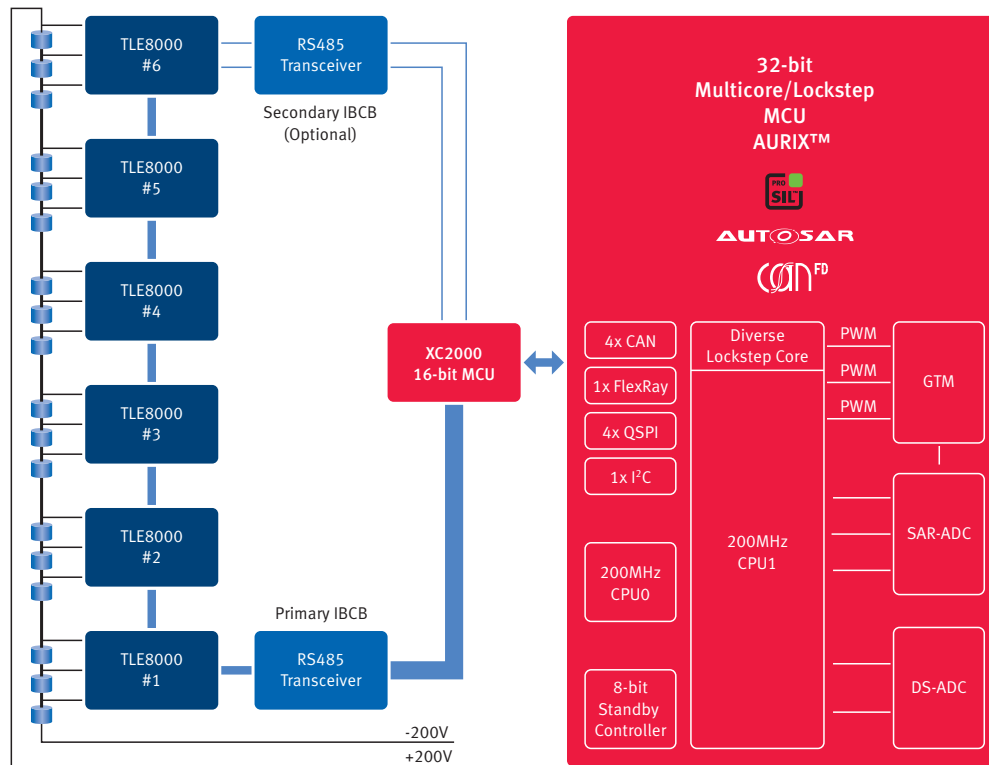 TLE8000
#6
RS485
Transceiver
Secondary IBCB
(Optional)
TLE8000
#5
TLE8000
#4
TLE8000
#3
TLE8000
#2
TLE8000
#1
Primary IBCB
RS485
Transceiver
-200V
+200V
XC2000
16-bit MCU
32-bit
Multicore/Lockstep
MCU
AURIX™
PRO
SIL™
AUTOSAR
CAN FD
4x CAN
1x FlexRay
4x QSPI
1x I²C
200MHz
CPU0
8-bit
Standby
Controller
Diverse
Lockstep Core
200MHz
CPU1
PWM
PWM
PWM
GTM
SAR-ADC
DS-ADC